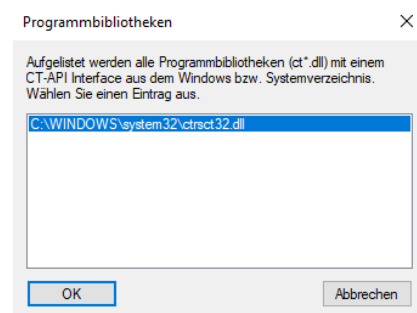 Programmbibliotheken
Aufgelistet werden alle Programmbibliotheken (ct*.dll) mit einem
CT-API Interface aus dem Windows bzw. Systemverzeichnis.
Wählen Sie einen Eintrag aus.
C:\WINDOWS\system32\ctrsct32.dll
OK
Abbrechen